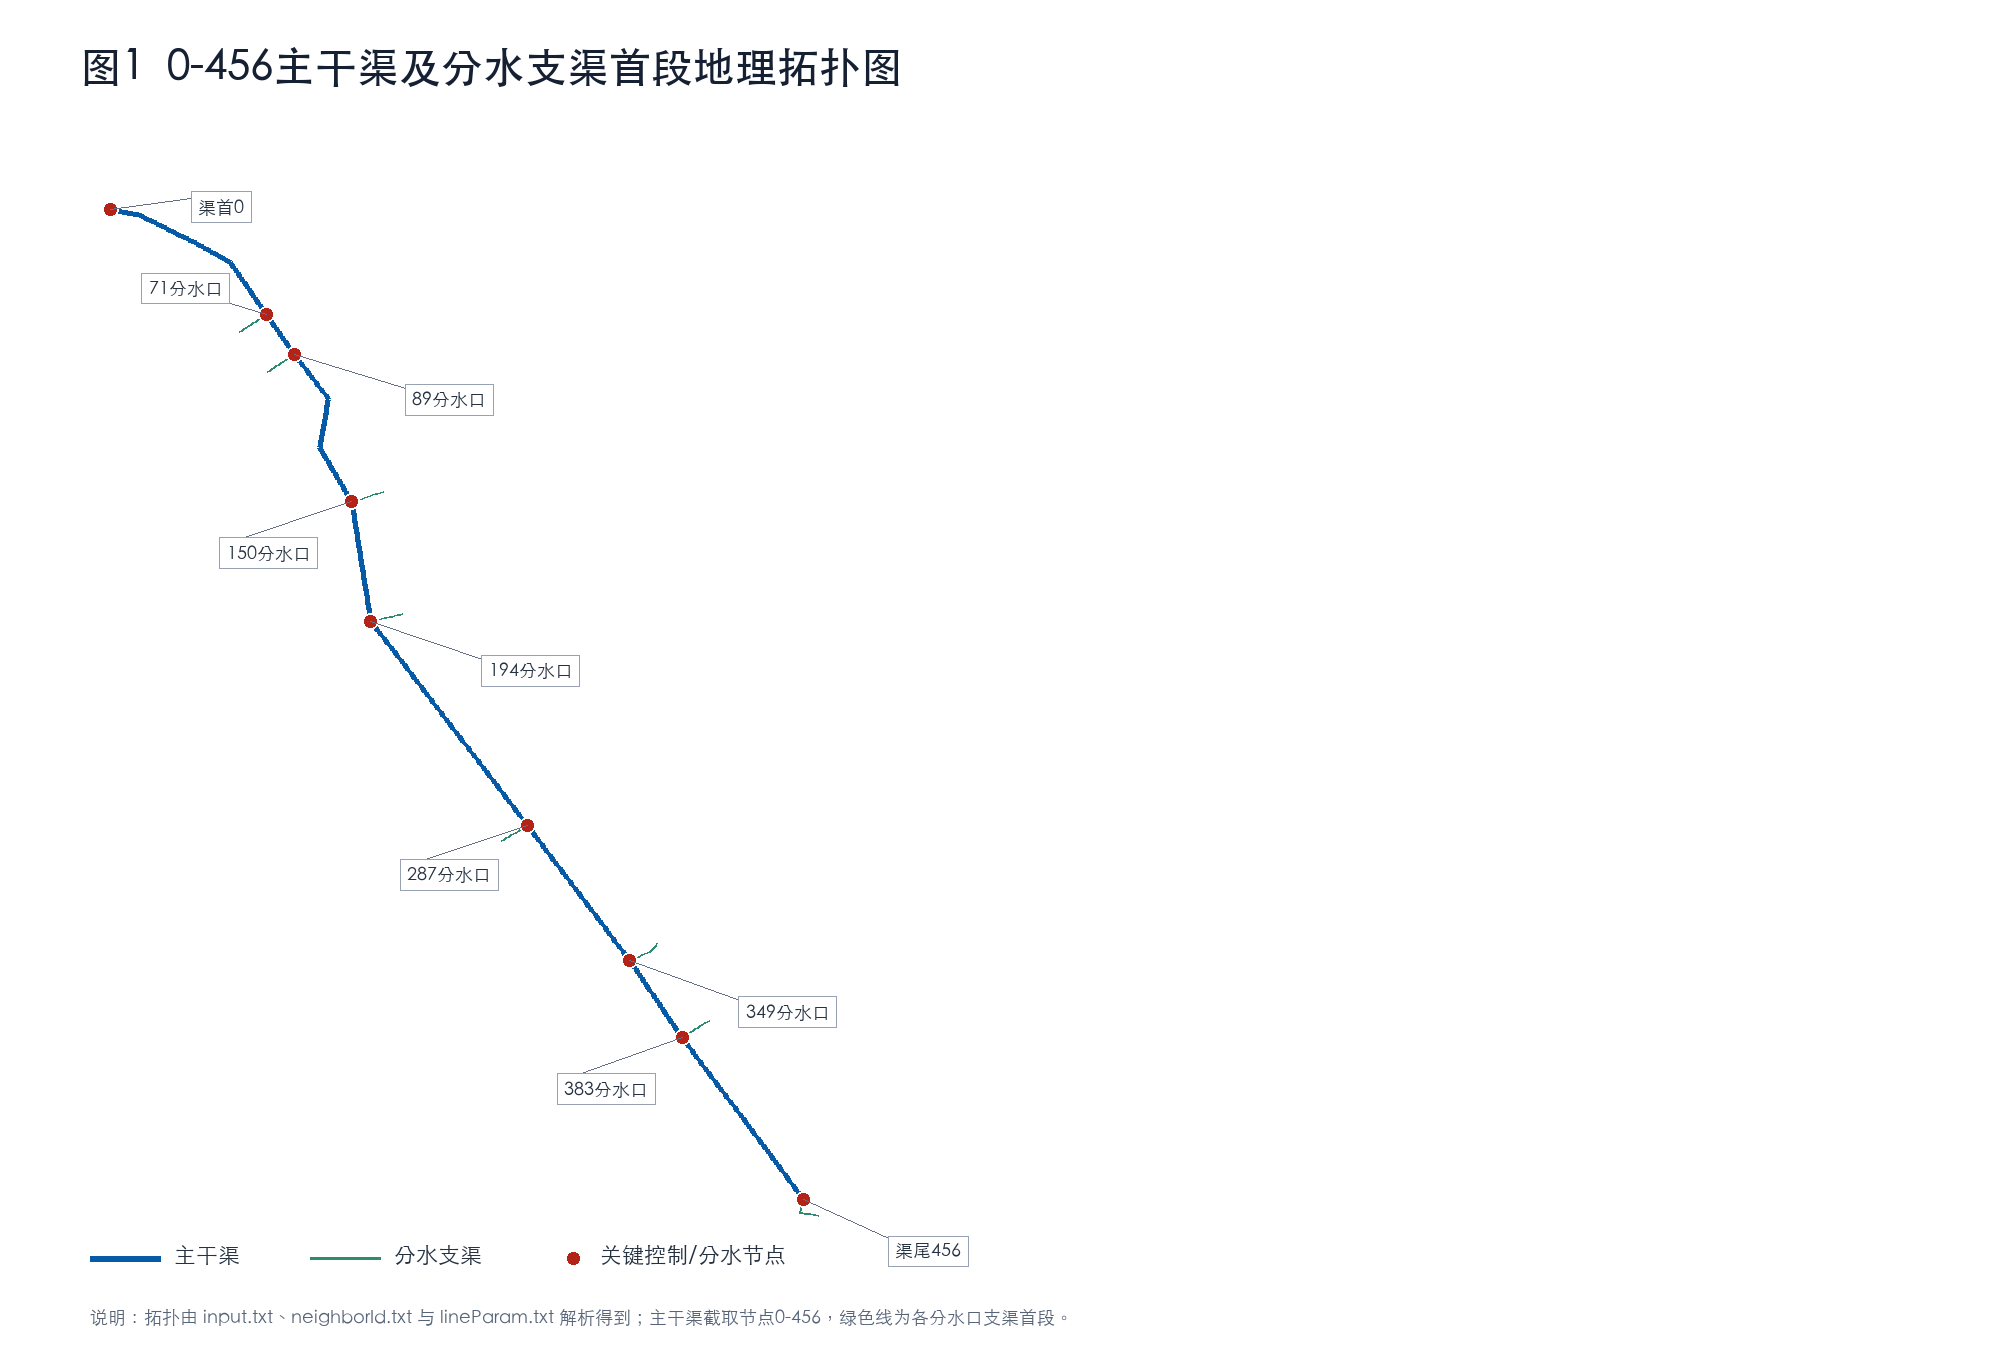 图1 0-456主干渠及分水支渠首段地理拓扑图
渠首0
71分水口
89分水口
150分水口
194分水口
287分水口
349分水口
383分水口
渠尾456
主干渠
分水支渠
关键控制/分水节点
说明：拓扑由 input.txt、neighborId.txt 与 lineParam.txt 解析得到；主干渠截取节点0-456，绿色线为各分水口支渠首段。